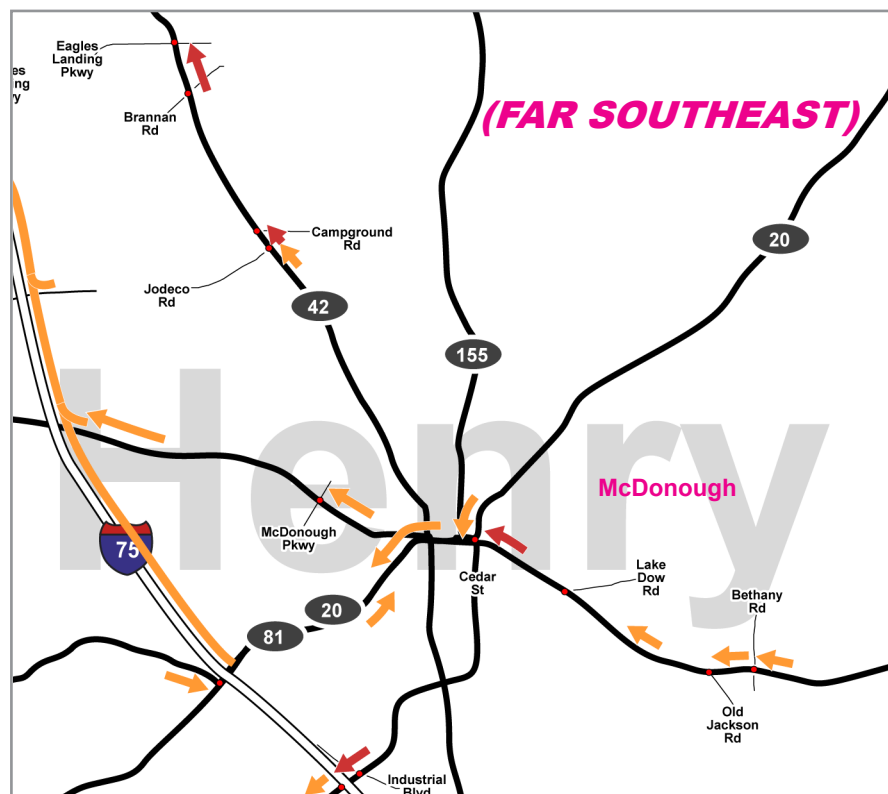 Eagles
Landing
Pkwy
Brannan
Rd
(FAR SOUTHEAST)
20
Campground
Rd
Jodeco
Rd
42
155
Henry
McDonough
McDonough
Pkwy
75
Cedar
St
Lake
Dow
Rd
Bethany
Rd
20
81
Old
Jackson
Rd
Industrial
Blvd